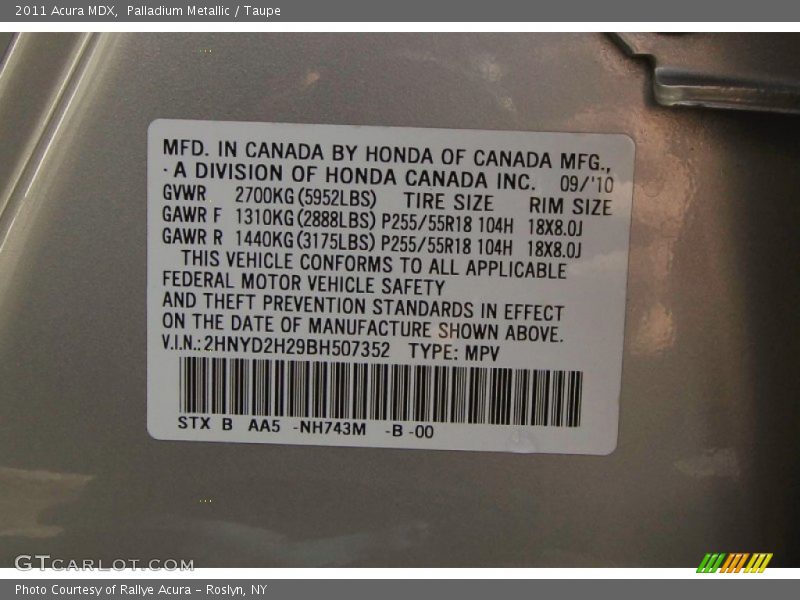 2011 Acura MDX,  Palladium Metallic / Taupe
MFD. IN CANADA BY HONDA OF CANADA MFG.,
· A DIVISION OF HONDA CANADA INC.  09/'10
GVWR  2700KG(5952LBS)  TIRE SIZE  RIM SIZE
GAWR F  1310KG(2888LBS) P255/55R18 104H  18X8.0J
GAWR R  1440KG(3175LBS) P255/55R18 104H  18X8.0J
THIS VEHICLE CONFORMS TO ALL APPLICABLE
FEDERAL MOTOR VEHICLE SAFETY
AND THEFT PREVENTION STANDARDS IN EFFECT
ON THE DATE OF MANUFACTURE SHOWN ABOVE.
V.I.N.:2HNYD2H29BH507352  TYPE: MPV
STX  B  AA5  -NH743M  -B -00
GTCARLOT.COM
Photo Courtesy of Rallye Acura - Roslyn, NY